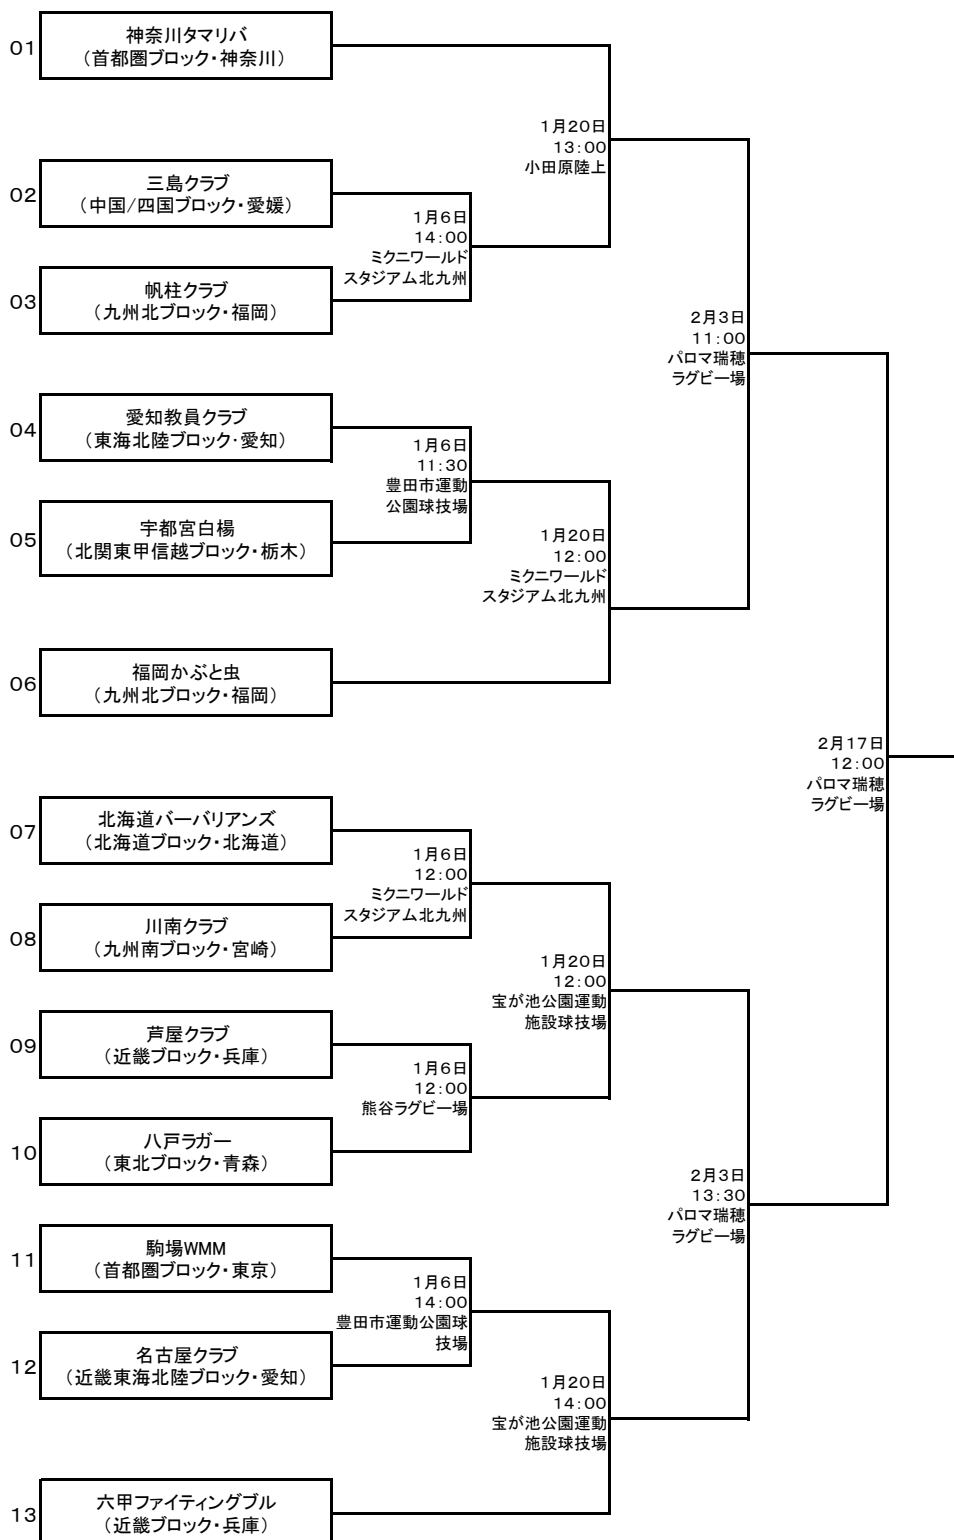 01
神奈川タマリバ
（首都圏ブロック・神奈川）
1月20日
13:00
小田原陸上
02
三島クラブ
（中国/四国ブロック・愛媛）
1月6日
14:00
ミクニワールド
スタジアム北九州
03
帆柱クラブ
（九州北ブロック・福岡）
2月3日
11:00
パロマ瑞穂
ラグビー場
04
愛知教員クラブ
（東海北陸ブロック・愛知）
1月6日
11:30
豊田市運動
公園球技場
05
宇都宮白楊
（北関東甲信越ブロック・栃木）
1月20日
12:00
ミクニワールド
スタジアム北九州
06
福岡かぶと虫
（九州北ブロック・福岡）
2月17日
12:00
パロマ瑞穂
ラグビー場
07
北海道バーバリアンズ
（北海道ブロック・北海道）
1月6日
12:00
ミクニワールド
スタジアム北九州
08
川南クラブ
（九州南ブロック・宮崎）
1月20日
12:00
宝が池公園運動
施設球技場
09
芦屋クラブ
（近畿ブロック・兵庫）
1月6日
12:00
熊谷ラグビー場
10
八戸ラガー
（東北ブロック・青森）
2月3日
13:30
パロマ瑞穂
ラグビー場
11
駒場WMM
（首都圏ブロック・東京）
1月6日
14:00
豊田市運動公園球
技場
12
名古屋クラブ
（近畿東海北陸ブロック・愛知）
1月20日
14:00
宝が池公園運動
施設球技場
13
六甲ファイティングブル
（近畿ブロック・兵庫）